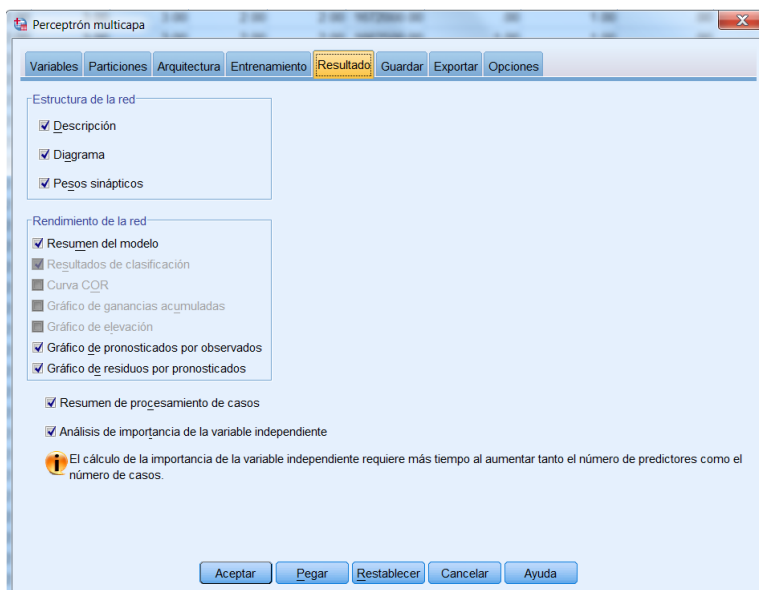 Perceptrón multicapa
Variables Particiones Arquitectura Entrenamiento Resultado Guardar Exportar Opciones
Estructura de la red
Descripción
Diagrama
Pesos sinápticos
Rendimiento de la red
Resumen del modelo
Resultados de clasificación
Curva COR
Gráfico de ganancias acumuladas
Gráfico de elevación
Gráfico de pronosticados por observados
Gráfico de residuos por pronosticados
Resumen de procesamiento de casos
Análisis de importancia de la variable independiente
El cálculo de la importancia de la variable independiente requiere más tiempo al aumentar tanto el número de predictores como el
número de casos.
Aceptar Pegar Restablecer Cancelar Ayuda